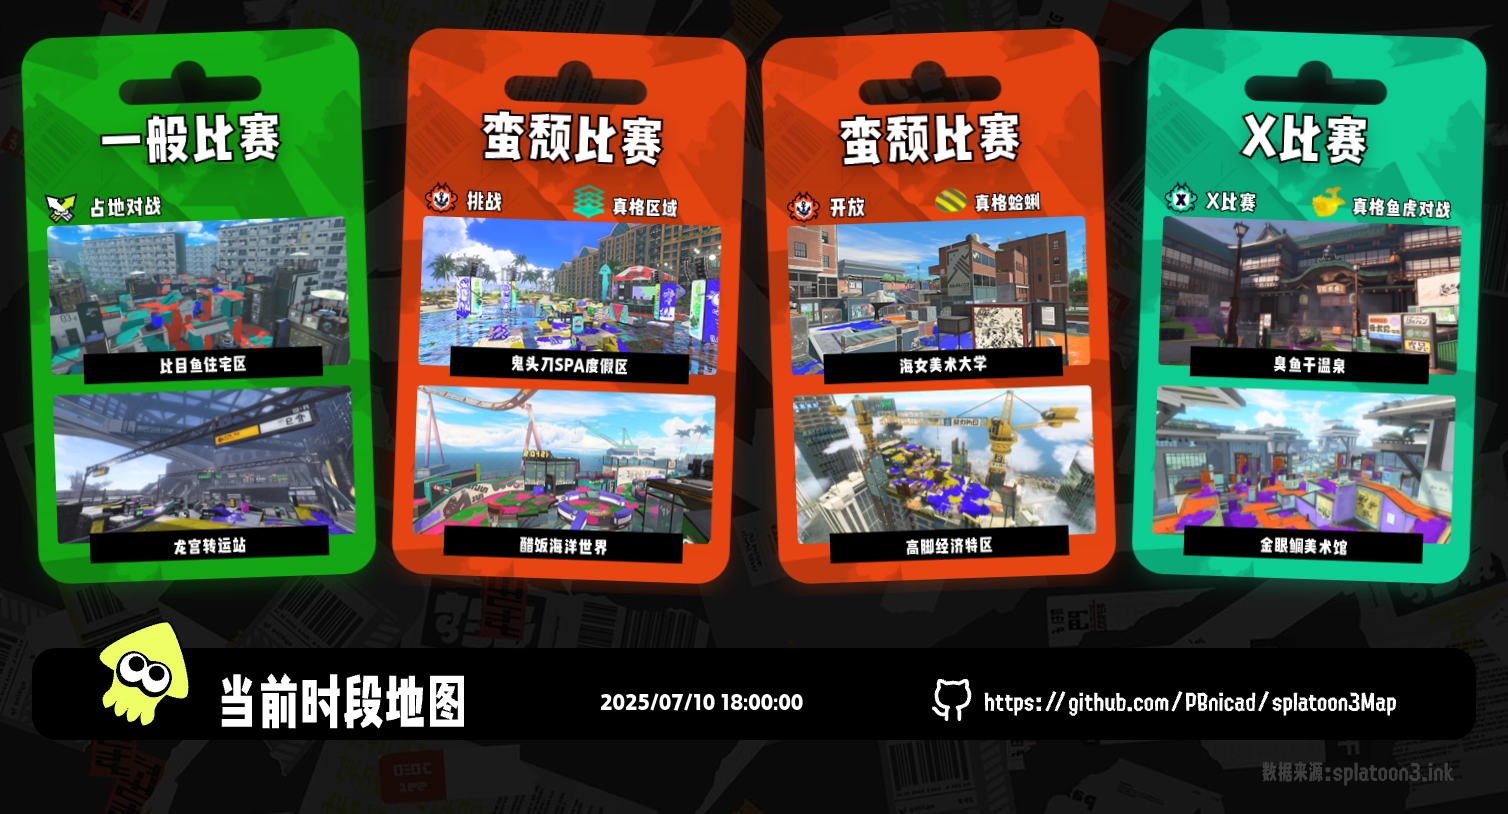 一般比赛
占地对战
比目鱼住宅区
龙宫转运站
蛮颓比赛
挑战
真格区域
鬼头刀SPA度假区
醋饭海洋世界
蛮颓比赛
开放
真格蛤蜊
海女美术大学
高脚经济特区
X比赛
X比赛
真格鱼虎对战
臭鱼干温泉
金眼鲷美术馆
当前时段地图
2025/07/10 18:00:00
https://github.com/PBnicad/splatoon3Map
数据来源:splatoon3.ink